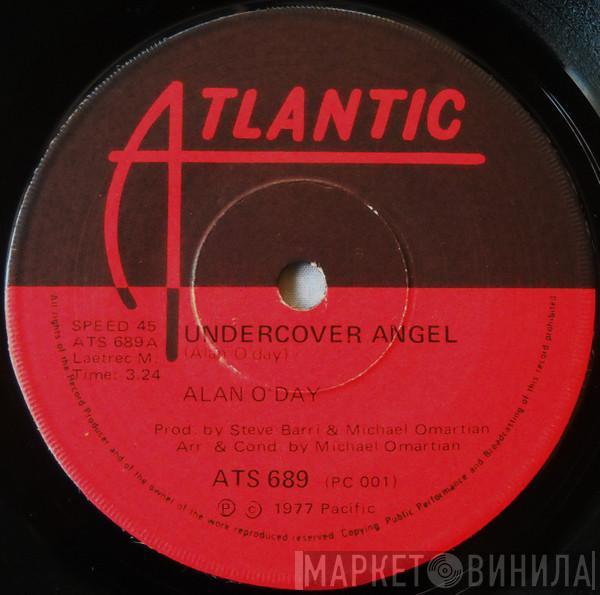 ATLANTIC
SPEED 45
ATS 689A
Laetrec M.
Time: 3.24
UNDERCOVER ANGEL
(Alan O'day)
ALAN O'DAY
Prod. by Steve Barri & Michael Omartian
Arr. & Cond. by Michael Omartian
ATS 689 (PC 001)
Ⓟ © 1977 Pacific
All rights of the Record Producer and of the owner of the work reproduced reserved. Copying, Public Performance and Broadcasting of this record prohibited
МАРКЕТ ВИНИЛА